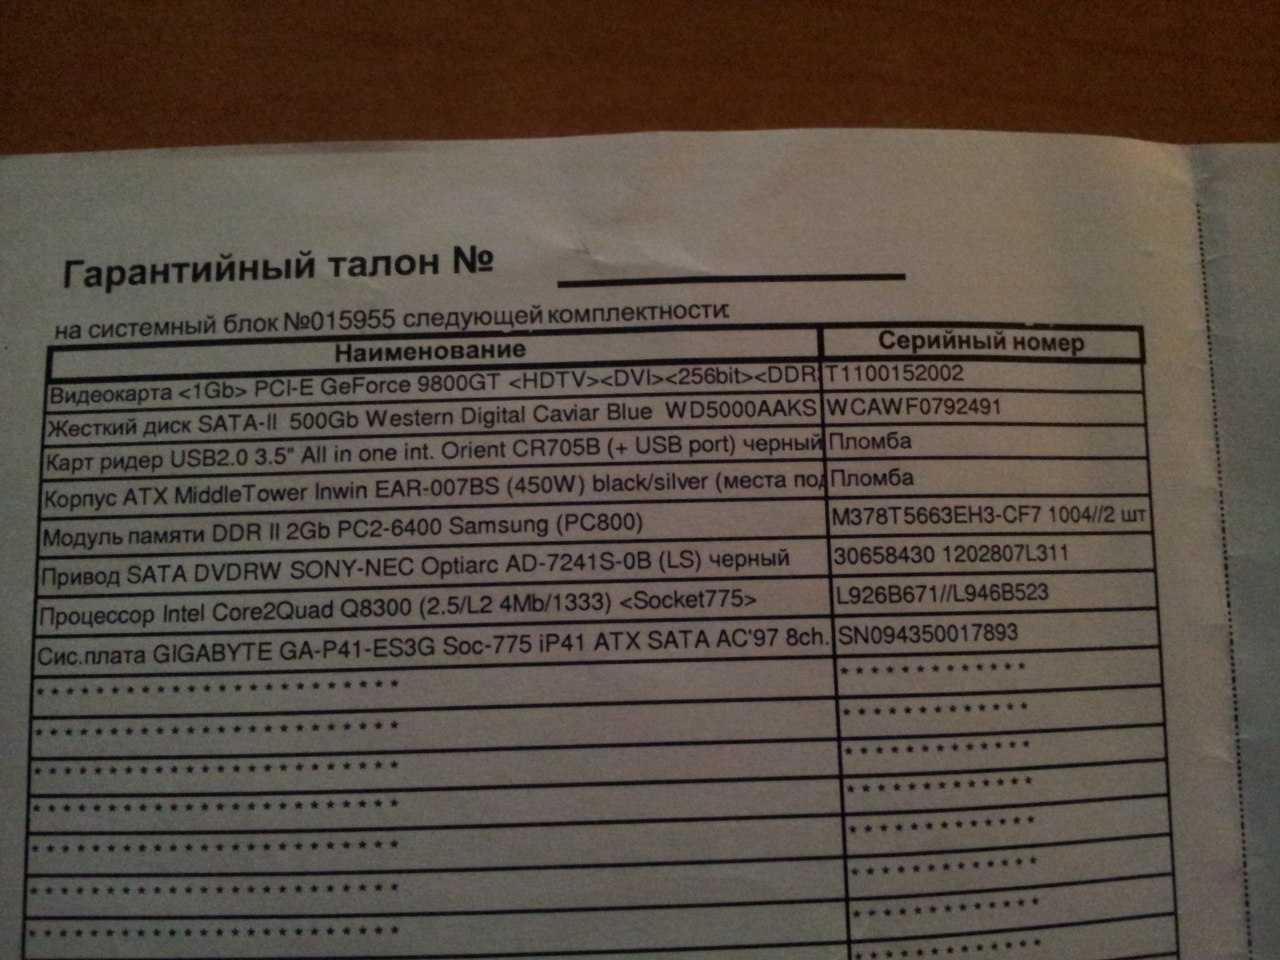 Гарантийный талон №
на системный блок №015955 следующей комплектности:
Наименование Серийный номер
Видеокарта <1Gb> PCI-E GeForce 9800GT <HDTV><DVI><256bit><DDR T1100152002
Жесткий диск SATA-II 500Gb Western Digital Caviar Blue WD5000AAKS WCAWF0792491
Карт ридер USB2.0 3.5" All in one int. Orient CR705B (+ USB port) черный Пломба
Корпус ATX MiddleTower Inwin EAR-007BS (450W) black/silver (места под Пломба
Модуль памяти DDR II 2Gb PC2-6400 Samsung (PC800) M378T5663EH3-CF7 1004//2 шт
Привод SATA DVDRW SONY-NEC Optiarc AD-7241S-0B (LS) черный 30658430 1202807L311
Процессор Intel Core2Quad Q8300 (2.5/L2 4Mb/1333) <Socket775> L926B671//L946B523
Сис.плата GIGABYTE GA-P41-ES3G Soc-775 iP41 ATX SATA AC'97 8ch. SN094350017893
************************* *************
************************* *************
************************* *************
************************* *************
************************* *************
************************* *************
************************* *************
*************